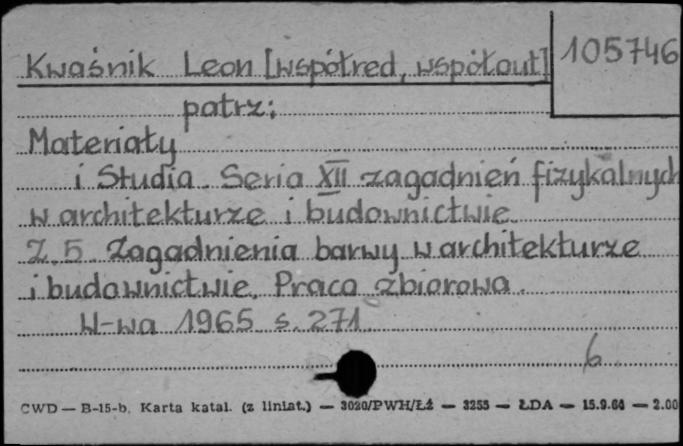 Kwaśnik Leon [współred, współaut] 105746
patrz:
Materiały
i Studia. Seria XII zagadnień fizykalnych
w architekturze i budownictwie
Z. 5. Zagadnienia barwy w architekturze
i budownictwie. Praca zbiorowa.
W-wa 1965 s. 271
6
CWD — B-15-b. Karta katal. (z liniat.) — 3020/PWH/ŁŻ — 3255 — ŁDA — 15.9.64 — 2.00